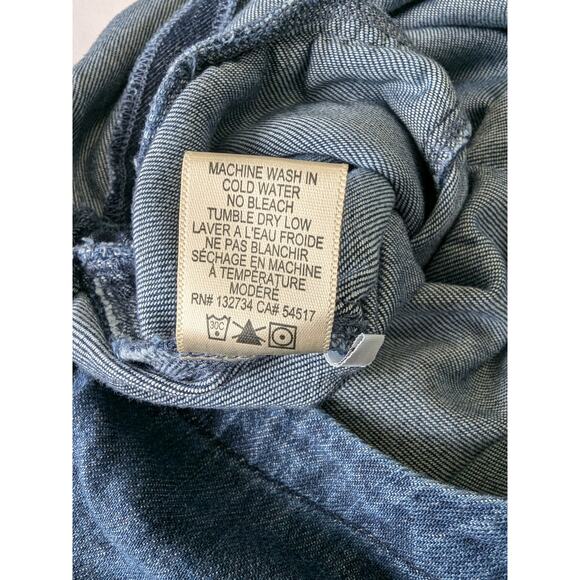 MACHINE WASH IN
COLD WATER
NO BLEACH
TUMBLE DRY LOW
LAVER A L'EAU FROIDE
NE PAS BLANCHIR
SÉCHAGE EN MACHINE
À TEMPÉRATURE
MODÉRÉ
RN# 132734 CA# 54517
30C